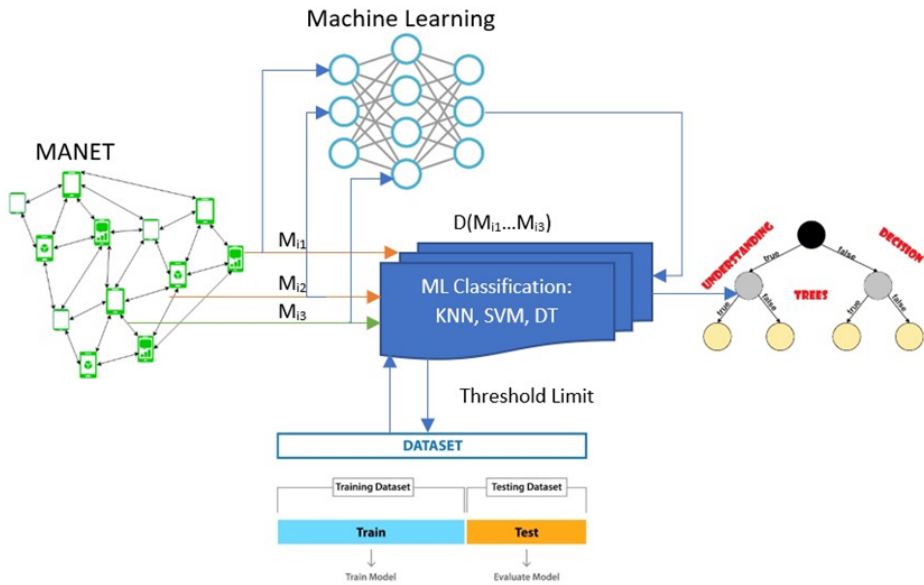 Machine Learning
MANET
D(Mi1...Mi3)
Mi1
Mi2
Mi3
ML Classification:
KNN, SVM, DT
UNDERSTANDING
DECISION
TREES
true
false
true
false
true
false
Threshold Limit
DATASET
Training Dataset
Testing Dataset
Train
Test
Train Model
Evaluate Model